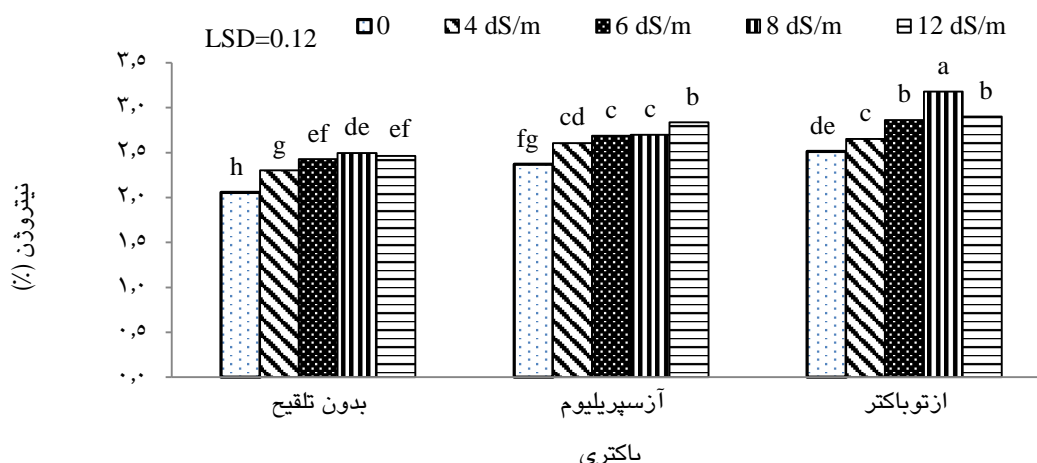 LSD=0.12 0 4 dS/m 6 dS/m 8 dS/m 12 dS/m
۳,۵
۳,۰
۲,۵
۲,۰
۱,۵
۱,۰
۰,۵
۰,۰
نیتروژن (٪)
h g ef de ef
fg cd c c b
de c b a b
بدون تلقیح آزسپریلیوم ازتوباکتر
باکتری